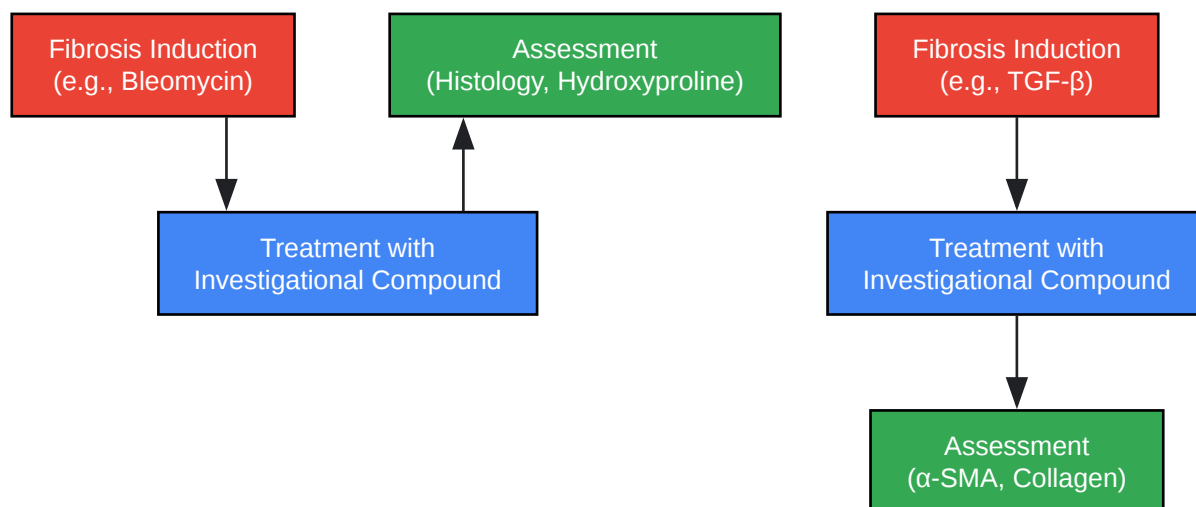 Fibrosis Induction
(e.g., Bleomycin)
Assessment
(Histology, Hydroxyproline)
Fibrosis Induction
(e.g., TGF-β)
Treatment with
Investigational Compound
Treatment with
Investigational Compound
Assessment
(α-SMA, Collagen)